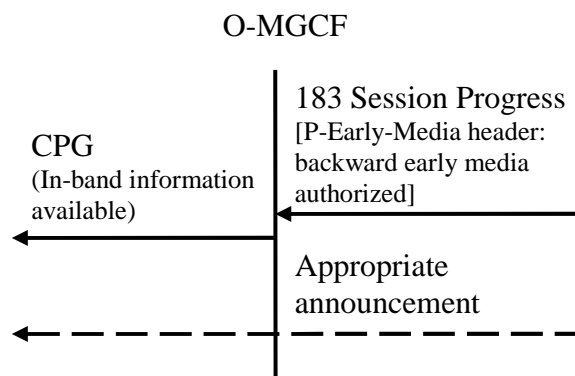 O-MGCF
183 Session Progress
[P-Early-Media header:
backward early media
authorized]
CPG
(In-band information
available)
Appropriate
announcement